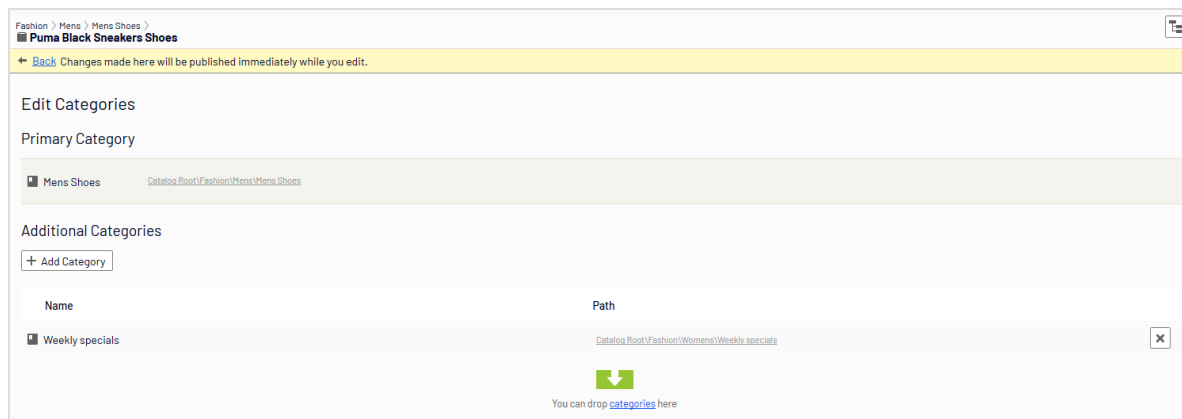 Fashion > Mens > Mens Shoes >
Puma Black Sneakers Shoes
Back Changes made here will be published immediately while you edit.
Edit Categories
Primary Category
Mens Shoes Catalog Root\Fashion\Mens\Mens Shoes
Additional Categories
+ Add Category
Name Path
Weekly specials Catalog Root\Fashion\Womens\Weekly specials
You can drop categories here